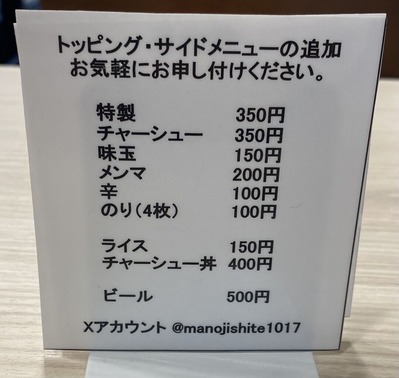 トッピング・サイドメニューの追加
お気軽にお申し付けください。
特製 350円
チャーシュー 350円
味玉 150円
メンマ 200円
辛 100円
のり(4枚) 100円
ライス 150円
チャーシュー丼 400円
ビール 500円
Xアカウント @manojishite1017